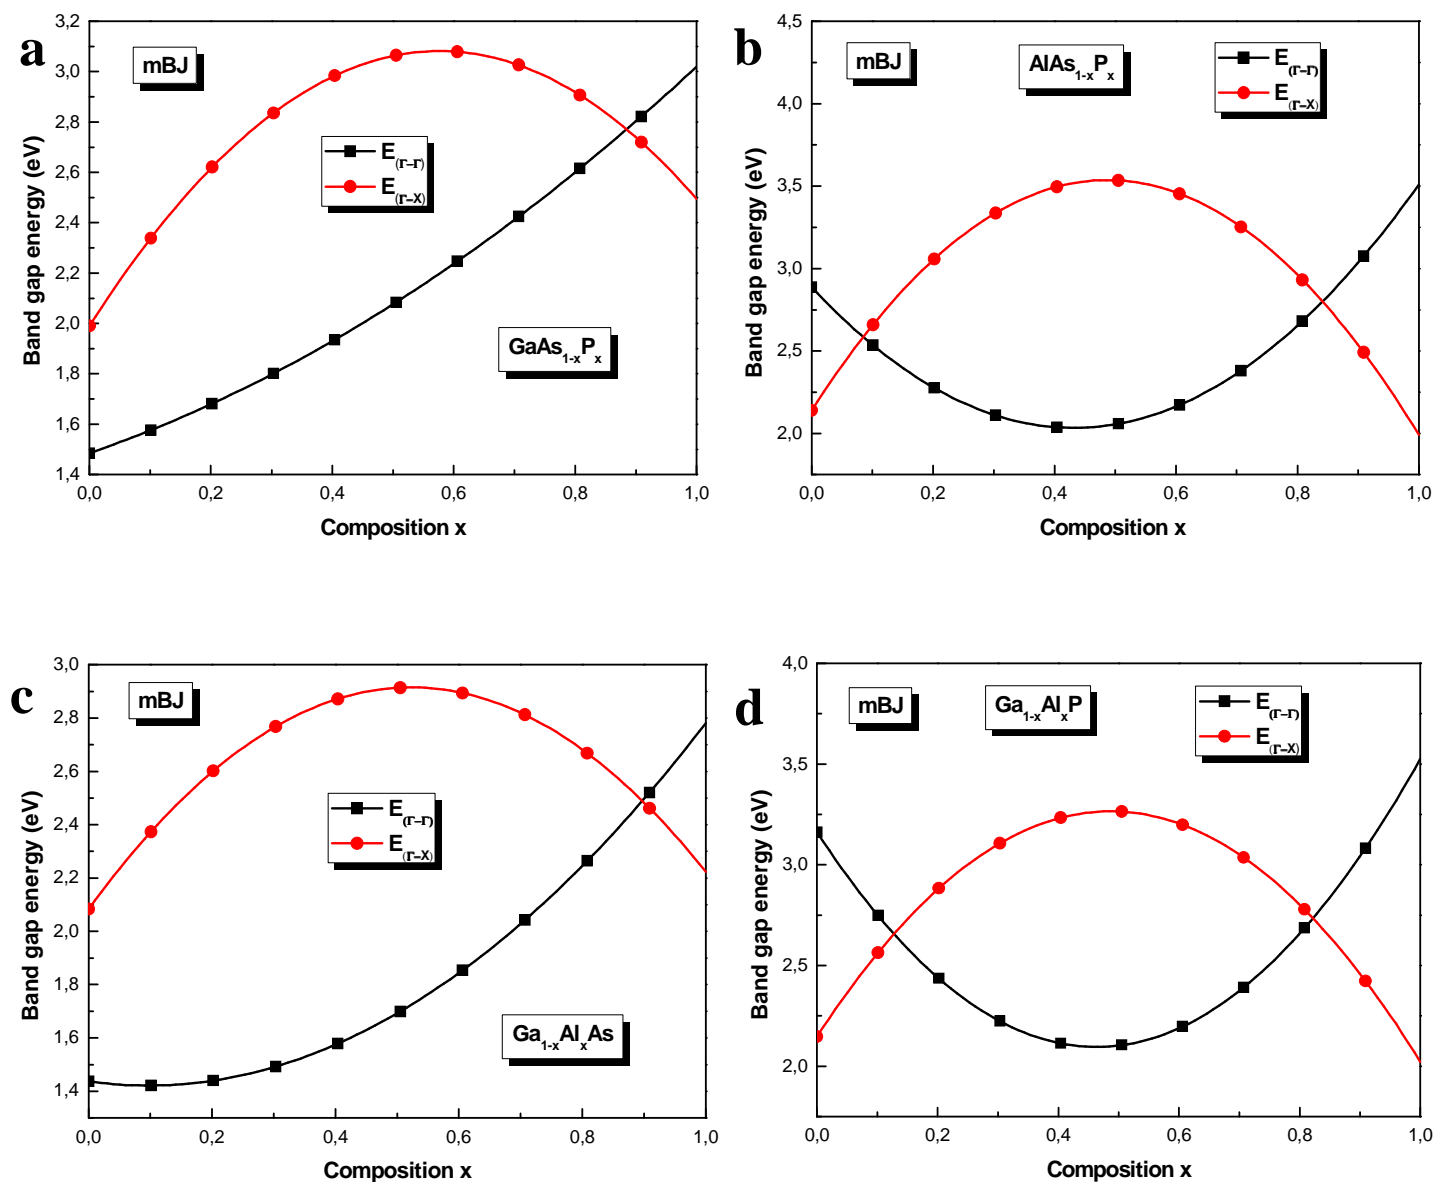 a
mBJ
E(Γ−Γ)
E(Γ−X)
GaAs1-xPx
Band gap energy (eV)
3,2
3,0
2,8
2,6
2,4
2,2
2,0
1,8
1,6
1,4
0,0 0,2 0,4 0,6 0,8 1,0
Composition x
b
mBJ
AlAs1-xPx
E(Γ−Γ)
E(Γ−X)
Band gap energy (eV)
4,5
4,0
3,5
3,0
2,5
2,0
0,0 0,2 0,4 0,6 0,8 1,0
Composition x
c
mBJ
E(Γ−Γ)
E(Γ−X)
Ga1-xAlxAs
Band gap energy (eV)
3,0
2,8
2,6
2,4
2,2
2,0
1,8
1,6
1,4
0,0 0,2 0,4 0,6 0,8 1,0
Composition x
d
mBJ
Ga1-xAlxP
E(Γ−Γ)
E(Γ−X)
Band gap energy (eV)
4,0
3,5
3,0
2,5
2,0
0,0 0,2 0,4 0,6 0,8 1,0
Composition x